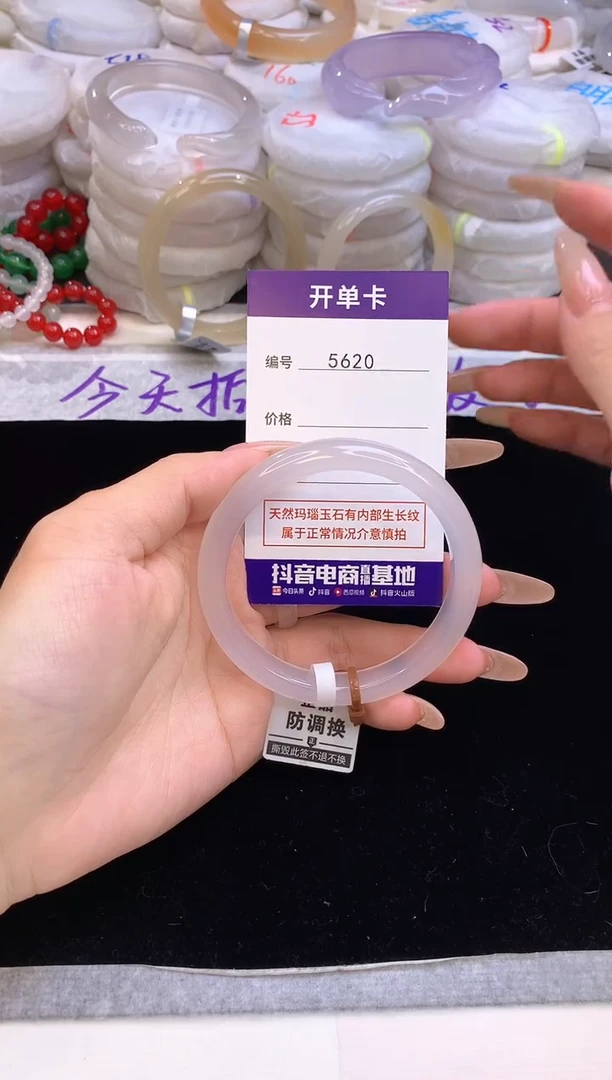 160
今天拆
开单卡
编号 5620
价格
天然玛瑙玉石有内部生长纹
属于正常情况介意慎拍
抖音电商直播基地
今日头条 抖音 西瓜视频 抖音火山版
防调换
正
撕毁此签不退不换